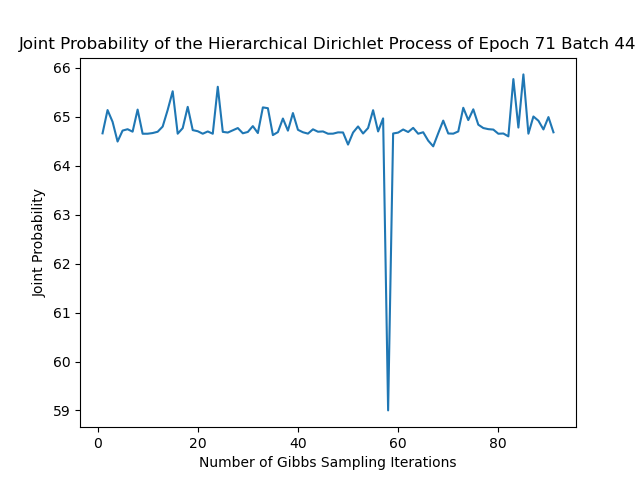 Joint Probability of the Hierarchical Dirichlet Process of Epoch 71 Batch 44
66
65
64
63
62
61
60
59
Joint Probability
0 20 40 60 80
Number of Gibbs Sampling Iterations